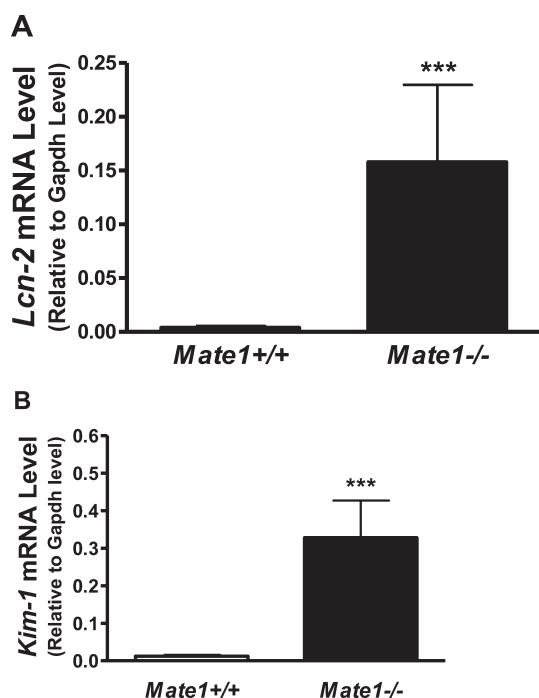 A
Lcn-2 mRNA Level
(Relative to Gapdh Level)
0.25
0.20
0.15
0.10
0.05
0.00
***
Mate1+/+
Mate1-/-
B
Kim-1 mRNA Level
(Relative to Gapdh level)
0.6
0.5
0.4
0.3
0.2
0.1
0.0
***
Mate1+/+
Mate1-/-